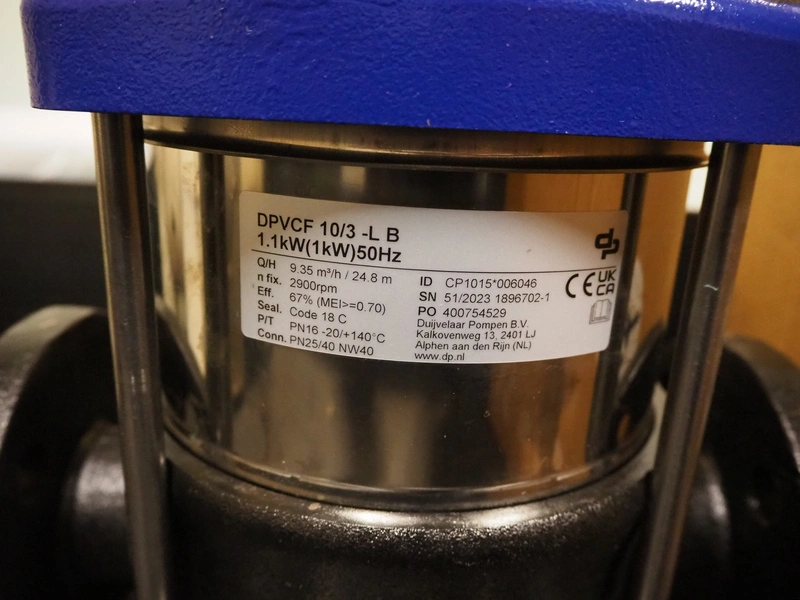 DPVCF 10/3 -L B
1.1kW(1kW)50Hz
dp
Q/H 9.35 m³/h / 24.8 m
n fix. 2900rpm
Eff. 67% (MEI>=0.70)
Seal. Code 18 C
P/T PN16 -20/+140°C
Conn. PN25/40 NW40
ID CP1015*006046
SN 51/2023 1896702-1
PO 400754529
Duijvelaar Pompen B.V.
Kalkovenweg 13, 2401 LJ
Alphen aan den Rijn (NL)
www.dp.nl
CE UK
CA